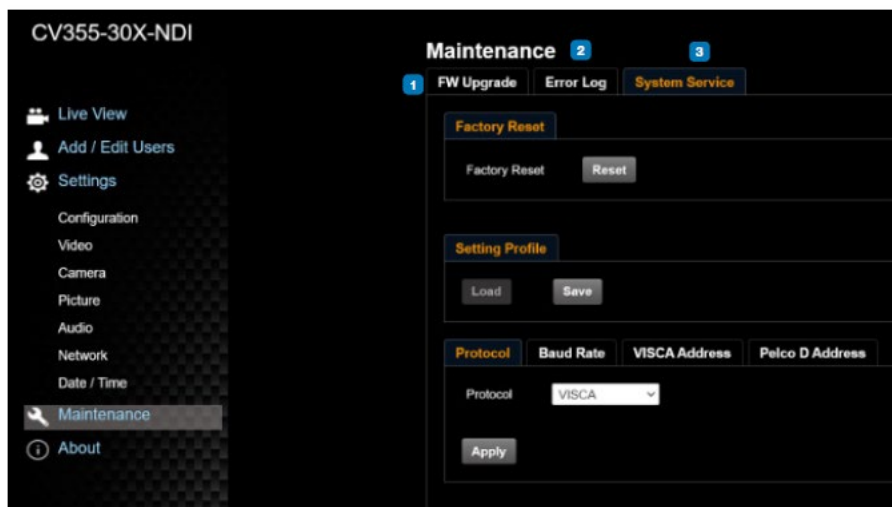 CV355-30X-NDI
Live View
Add / Edit Users
Settings
Configuration
Video
Camera
Picture
Audio
Network
Date / Time
Maintenance
About
Maintenance 2 3
1 FW Upgrade Error Log System Service
Factory Reset
Factory Reset Reset
Setting Profile
Load Save
Protocol Baud Rate VISCA Address Pelco D Address
Protocol VISCA
Apply